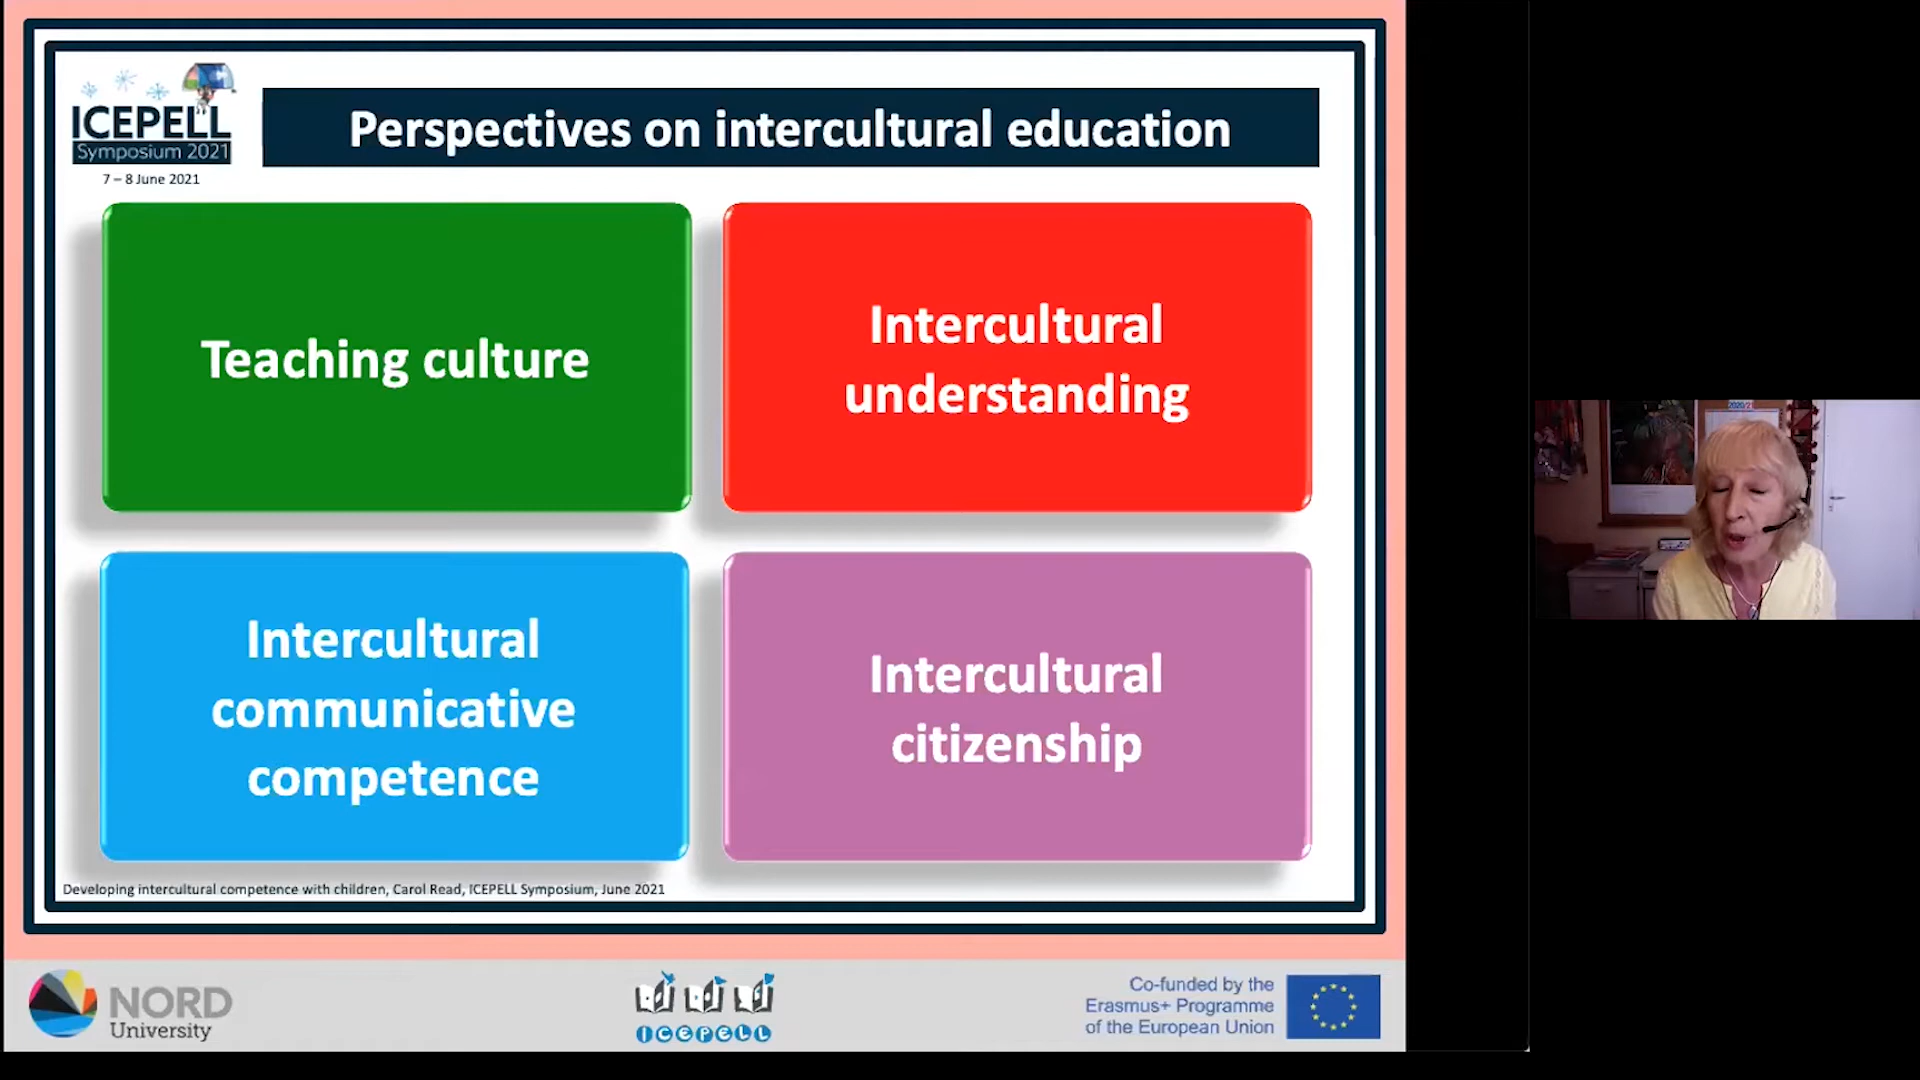 ICEPELL
Symposium 2021
7 – 8 June 2021
Perspectives on intercultural education
Teaching culture
Intercultural
understanding
Intercultural
communicative
competence
Intercultural
citizenship
Developing intercultural competence with children, Carol Read, ICEPELL Symposium, June 2021
NORD
University
ICEPELL
Co-funded by the
Erasmus+ Programme
of the European Union
2020/21